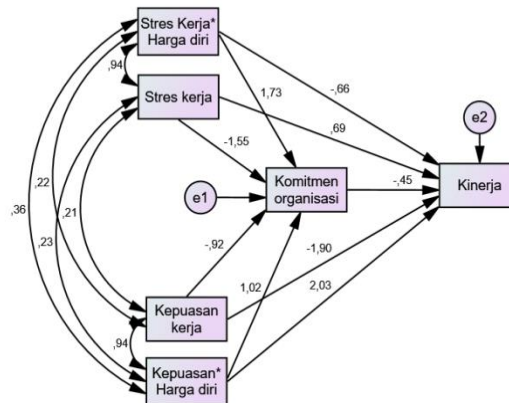 Stres Kerja*
Harga diri
,94
Stres kerja
1,73
-,66
,69
e2
-1,55
,22
,36
,21
,23
e1
Komitmen
organisasi
-,45
Kinerja
-,92
1,02
-1,90
2,03
Kepuasan
kerja
,94
Kepuasan*
Harga diri